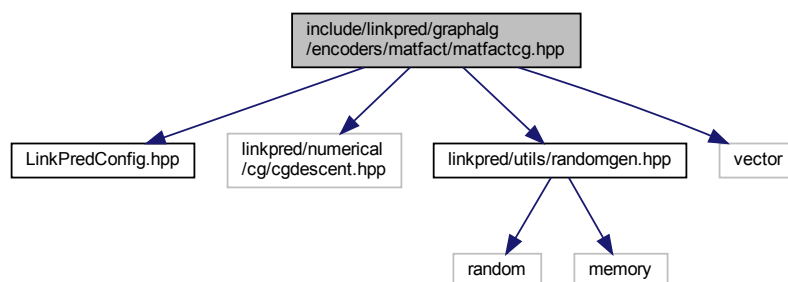 include/linkpred/graphalg
/encoders/matfact/matfactcg.hpp
LinkPredConfig.hpp
linkpred/numerical
/cg/cgdescent.hpp
linkpred/utils/randomgen.hpp
vector
random
memory